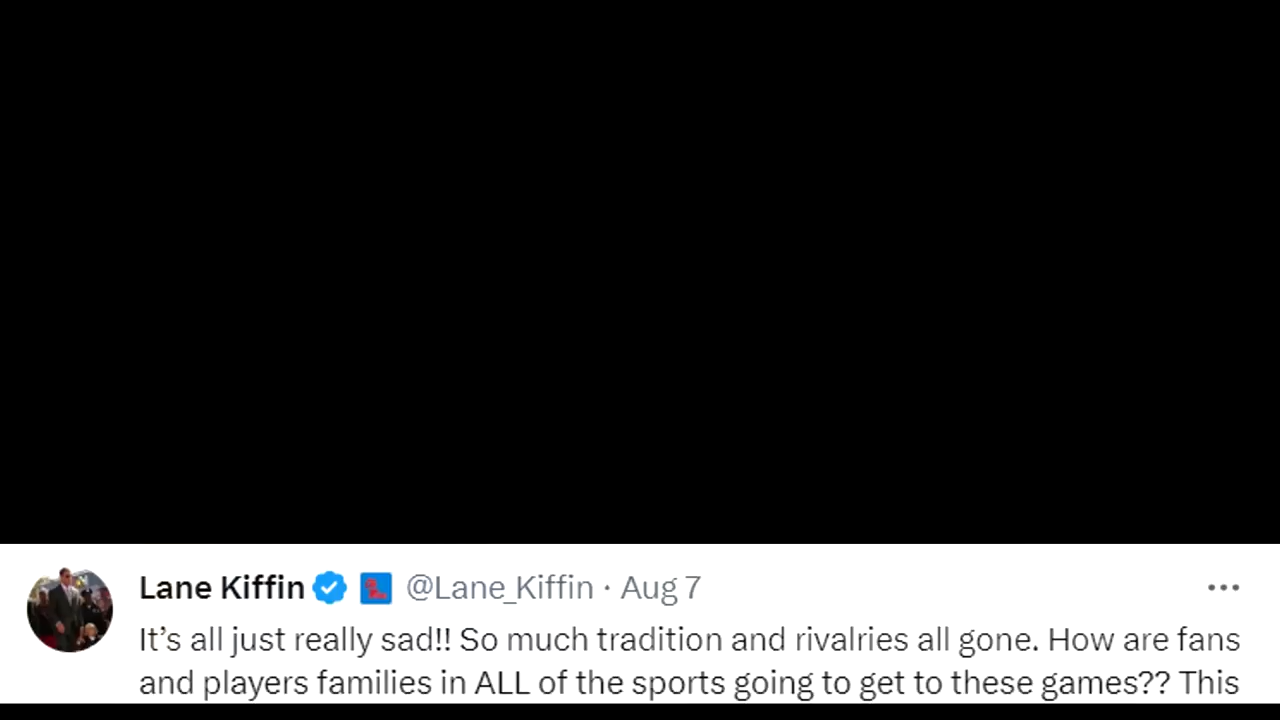 Lane Kiffin @Lane_Kiffin · Aug 7
It’s all just really sad!! So much tradition and rivalries all gone. How are fans
and players families in ALL of the sports going to get to these games?? This